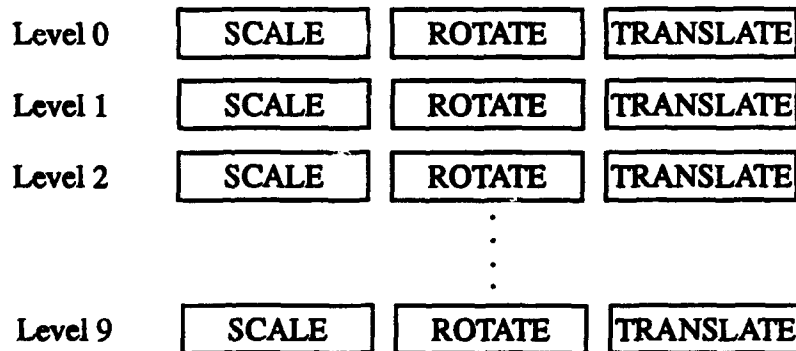 Level 0 SCALE ROTATE TRANSLATE
Level 1 SCALE ROTATE TRANSLATE
Level 2 SCALE ROTATE TRANSLATE
Level 9 SCALE ROTATE TRANSLATE